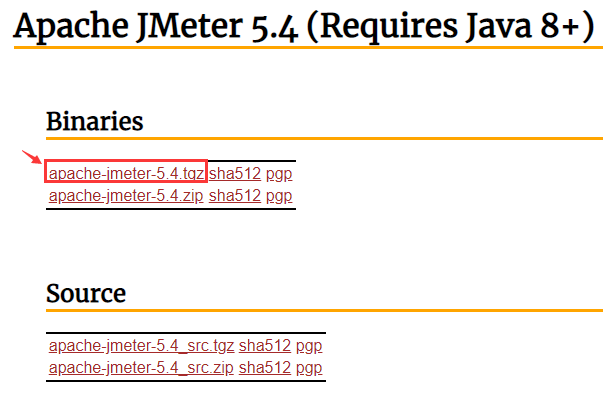 Apache JMeter 5.4 (Requires Java 8+)
Binaries
apache-jmeter-5.4.tgz sha512 pgp
apache-jmeter-5.4.zip sha512 pgp
Source
apache-jmeter-5.4_src.tgz sha512 pgp
apache-jmeter-5.4_src.zip sha512 pgp